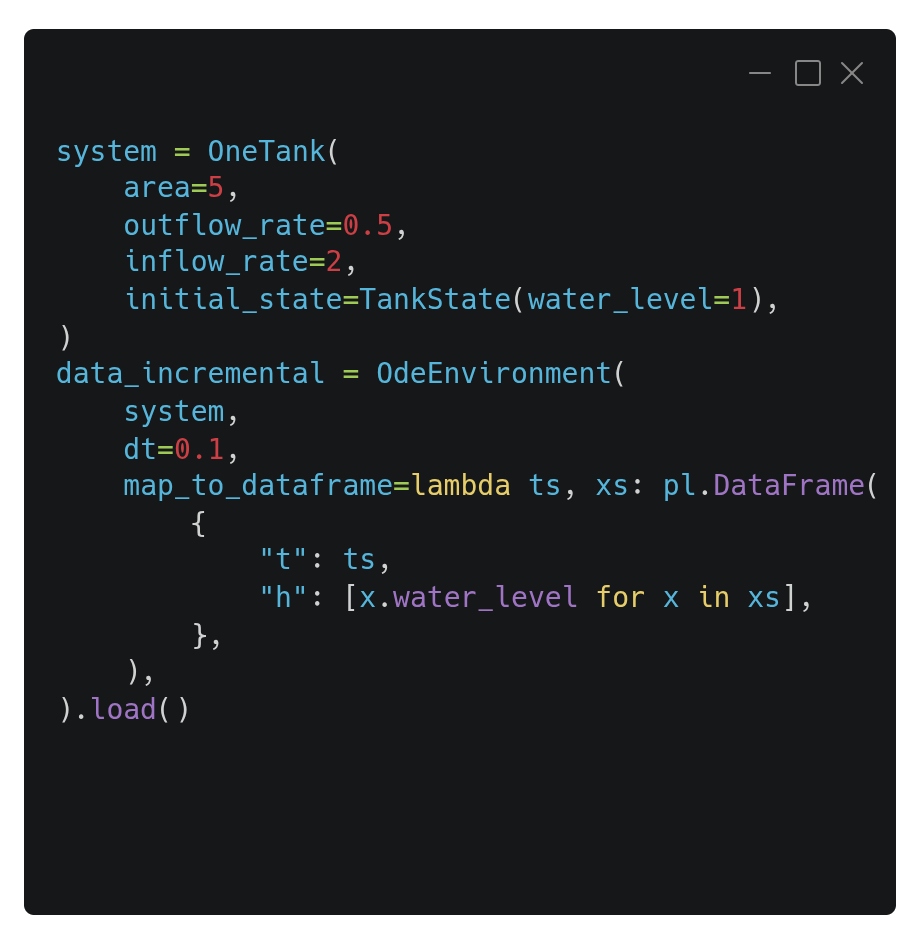 system = OneTank(
    area=5,
    outflow_rate=0.5,
    inflow_rate=2,
    initial_state=TankState(water_level=1),
)
data_incremental = OdeEnvironment(
    system,
    dt=0.1,
    map_to_dataframe=lambda ts, xs: pl.DataFrame(
        {
            "t": ts,
            "h": [x.water_level for x in xs],
        },
    ),
).load()